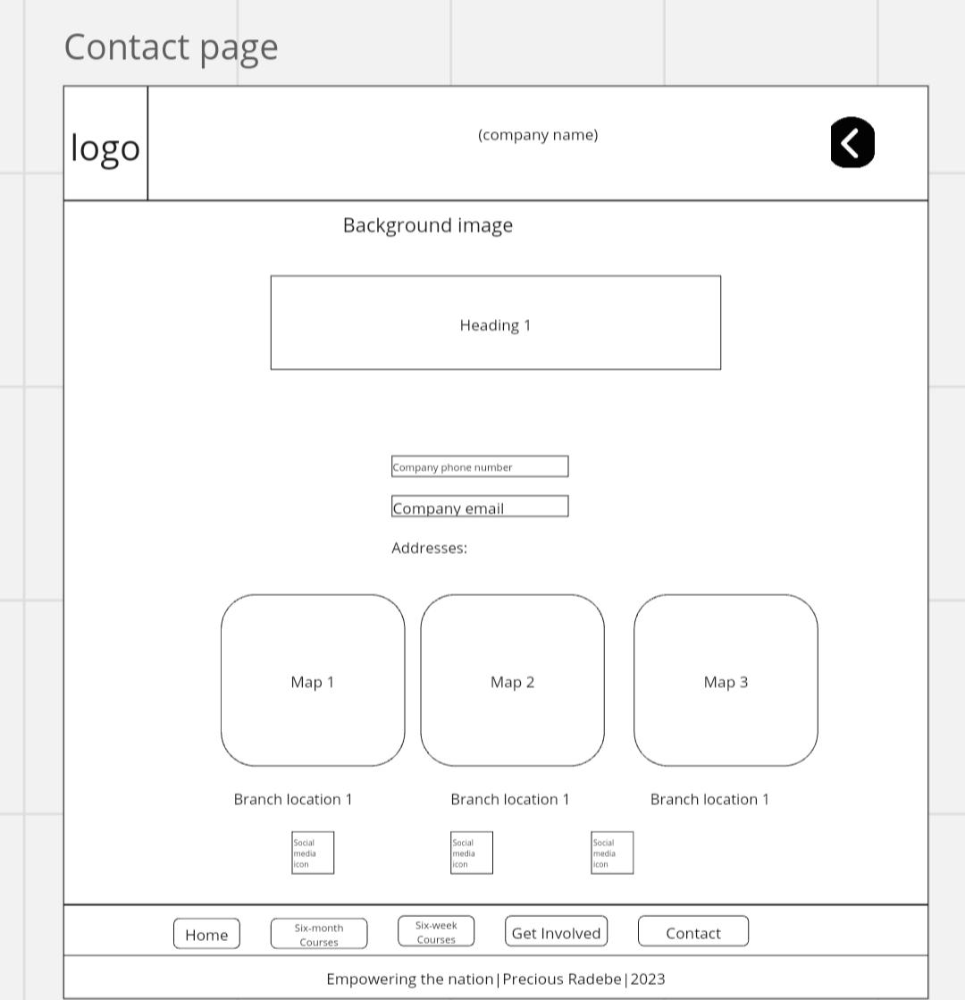 Contact page
logo
(company name)
Background image
Heading 1
Company phone number
Company email
Addresses:
Map 1
Map 2
Map 3
Branch location 1
Branch location 1
Branch location 1
Social
media
icon
Social
media
icon
Social
media
icon
Home
Six-month
Courses
Six-week
Courses
Get Involved
Contact
Empowering the nation|Precious Radebe|2023